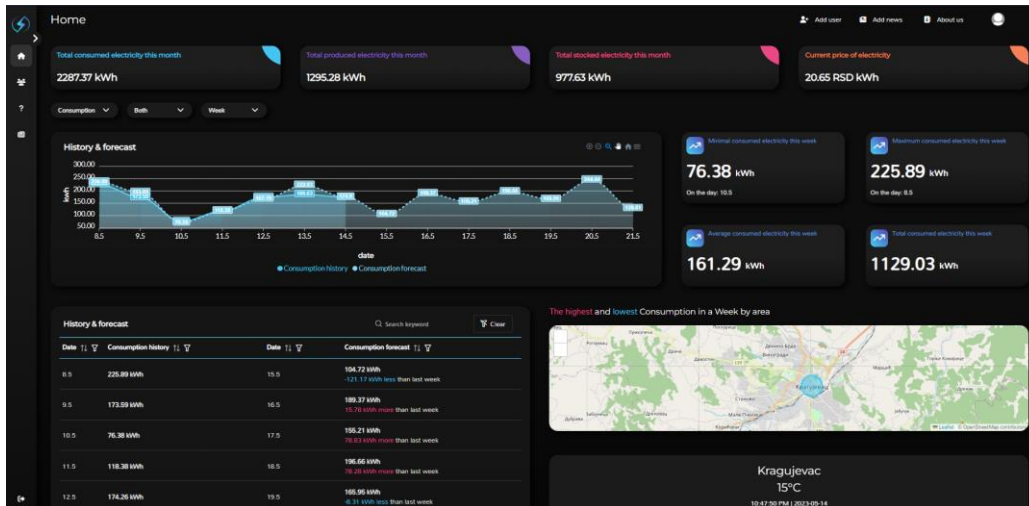 Home
Add user
Add news
About us
Total consumed electricity this month
2287.37 kWh
Total produced electricity this month
1295.28 kWh
Total stocked electricity this month
977.63 kWh
Current price of electricity
20.65 RSD kWh
Consumption
Both
Week
History & forecast
300.00
250.00
200.00
150.00
100.00
50.00
kWh
8.5 9.5 10.5 11.5 12.5 13.5 14.5 15.5 16.5 17.5 18.5 19.5 20.5 21.5
date
Consumption history Consumption forecast
Minimal consumed electricity this week
76.38 kWh
On the day: 10.5
Maximum consumed electricity this week
225.89 kWh
On the day: 8.5
Average consumed electricity this week
161.29 kWh
Total consumed electricity this week
1129.03 kWh
History & forecast
Search keyword
Clear
Date Consumption history Date Consumption forecast
8.5 225.89 kWh 15.5 104.72 kWh
-121.17 kWh less than last week
9.5 173.59 kWh 16.5 189.37 kWh
15.78 kWh more than last week
10.5 76.38 kWh 17.5 155.21 kWh
78.83 kWh more than last week
11.5 118.38 kWh 18.5 196.66 kWh
78.28 kWh more than last week
12.5 174.26 kWh 19.5 165.95 kWh
-8.31 kWh less than last week
The highest and lowest Consumption in a Week by area
Крагујевац
Leaflet © OpenStreetMap contributors
Kragujevac
15°C
10:47:50 PM | 2023-05-14